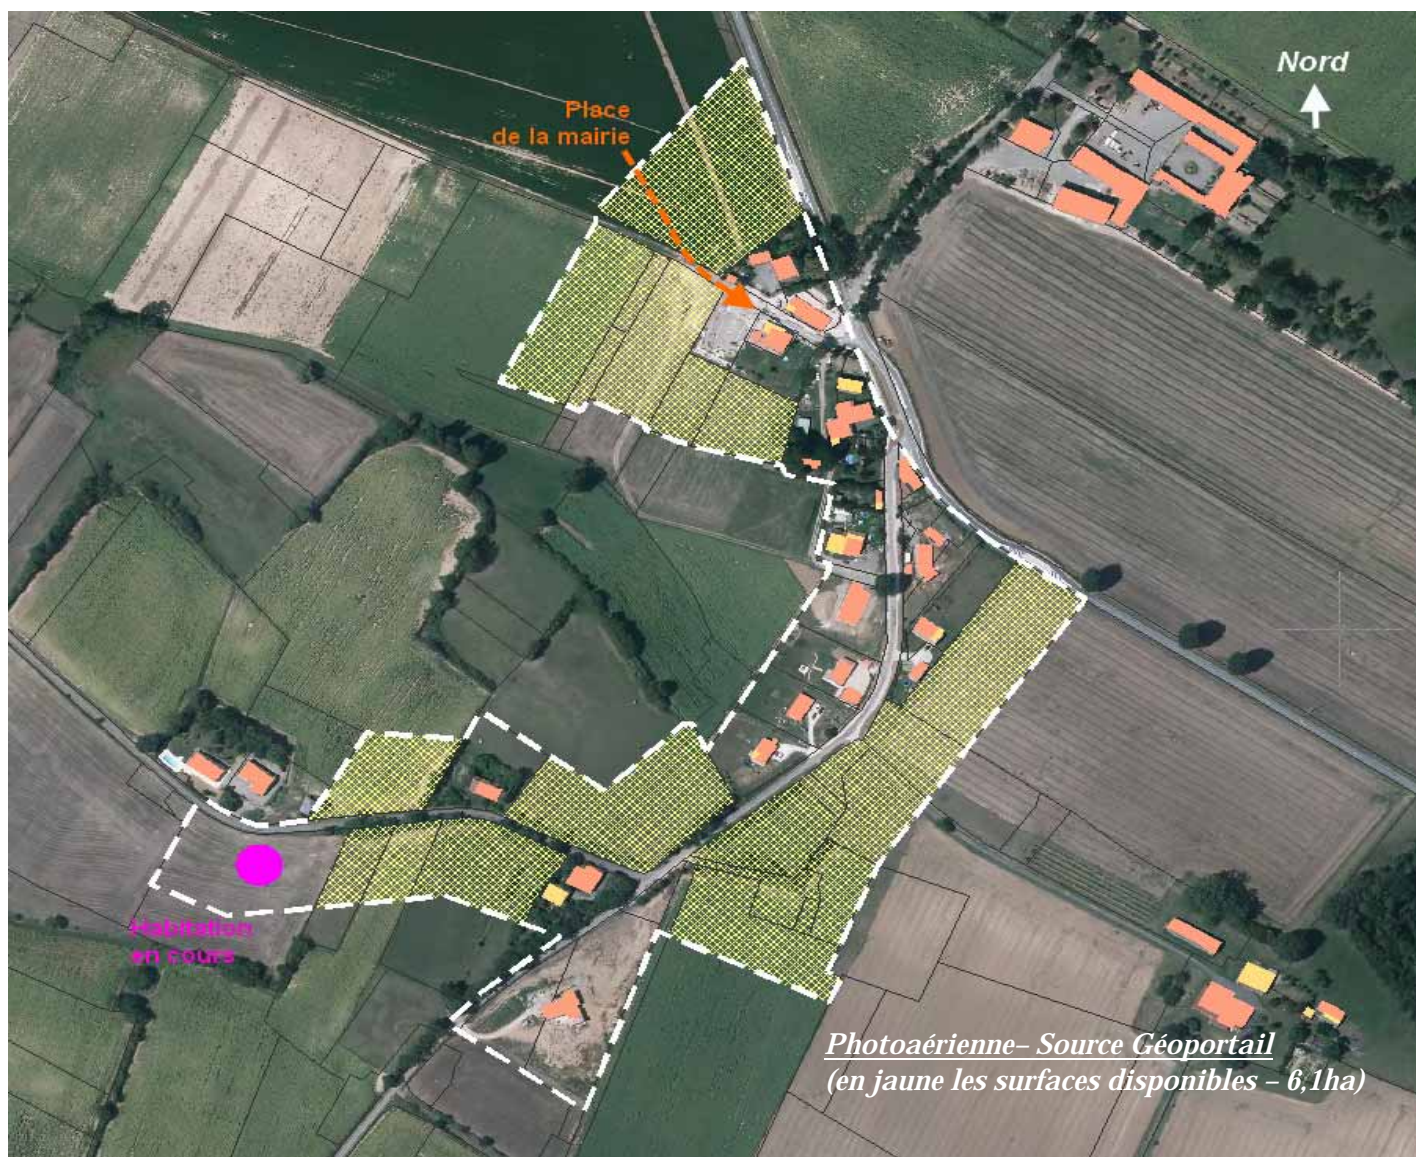 Nord
Place
de la mairie
Habitation
en cours
Photoaérienne– Source Géoportail
(en jaune les surfaces disponibles – 6,1ha)